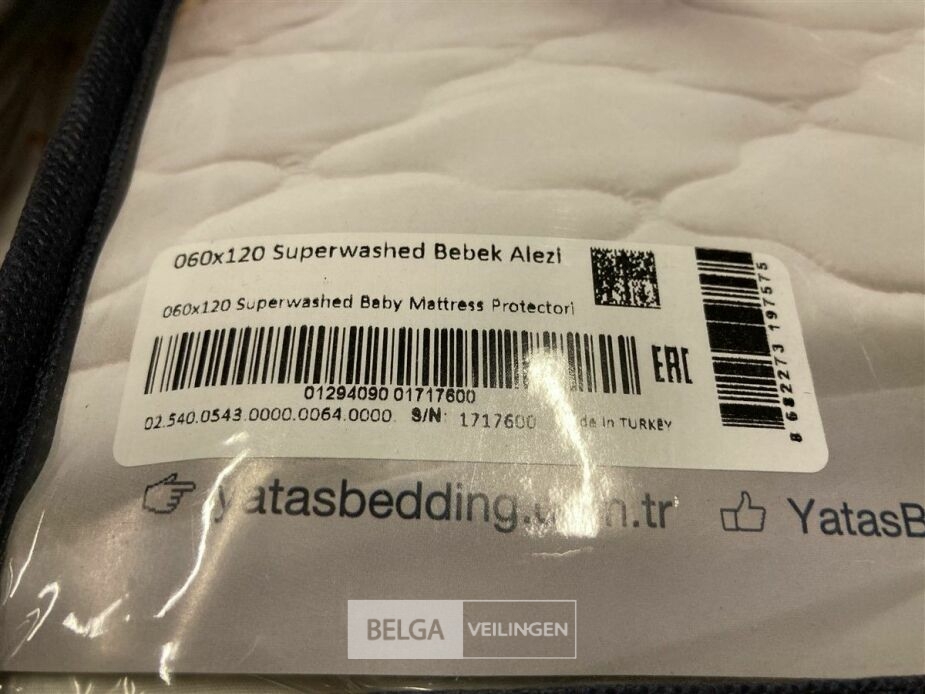 060x120 Superwashed Bebek Alezi
060x120 Superwashed Baby Mattress Protectori
EAC
01294090 01717600
02.540.0543.0000.0064.0000. S/N: 1717600 in TURKEY
8 682273 197575
yatasbedding. .tr
YatasB
BELGA VEILINGEN